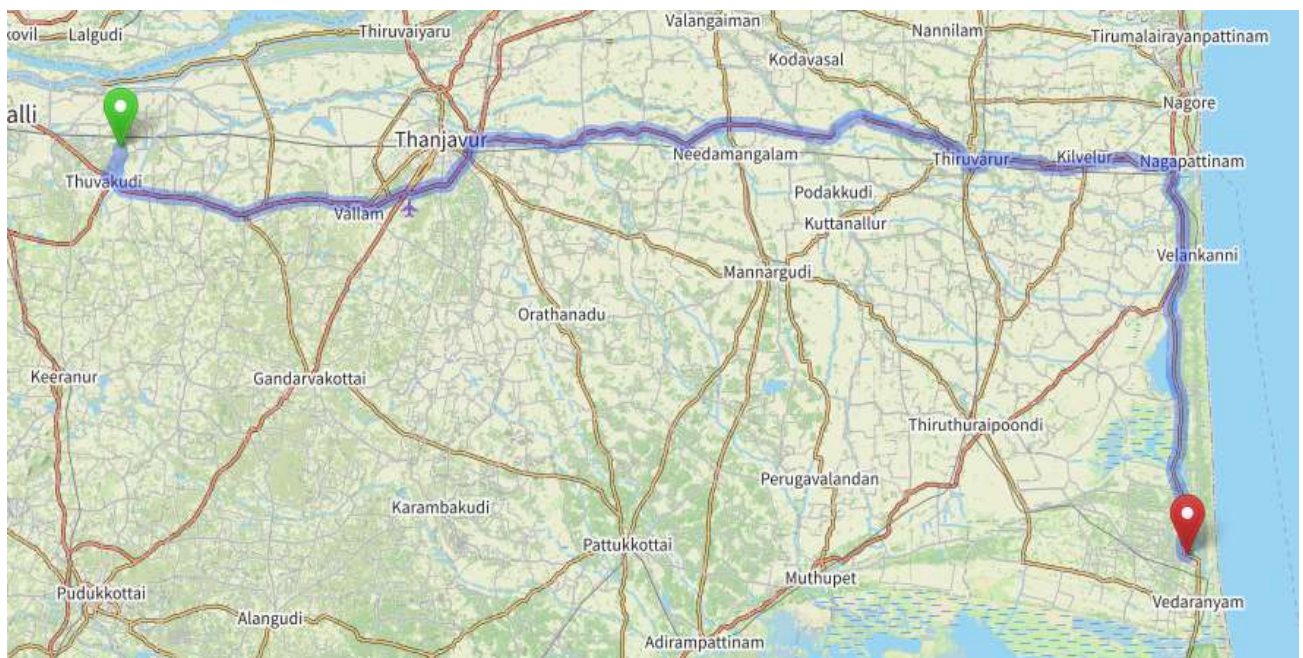 kovil
Lalgudi
Thiruvaiyaru
Valangaiman
Nannilam
Tirumalairayanpattinam
Kodavasal
Nagore
alli
Thanjavur
Needamangalam
Thiruvarur
Kilvelur
Nagapattinam
Thuvakudi
Vallam
Podakkudi
Kuttanallur
Velankanni
Mannargudi
Orathanadu
Keeranur
Gandarvakottai
Thiruthuraipoondi
Perugavalandan
Karambakudi
Pattukkottai
Muthupet
Pudukkottai
Vedaranyam
Alangudi
Adirampattinam